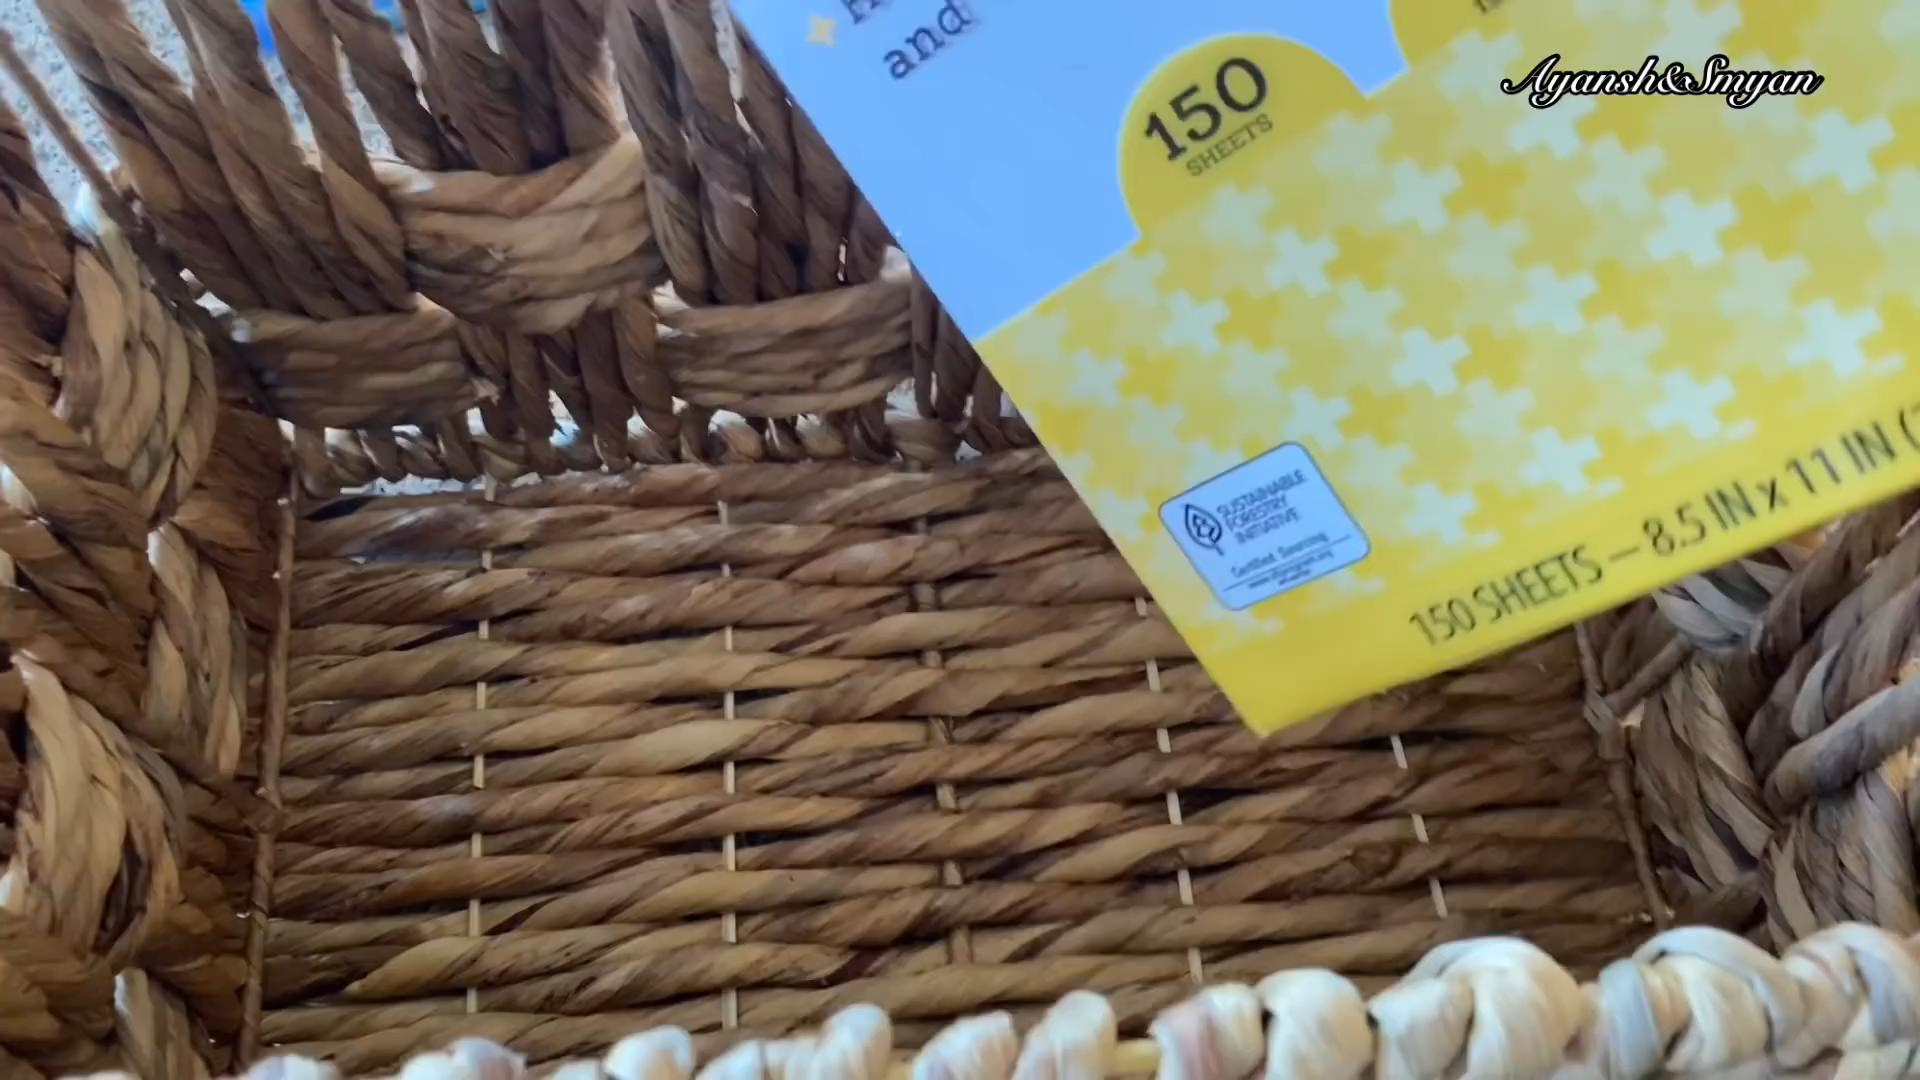 and
150
SHEETS
Ayansh&Smyan
SUSTAINABLE
FORESTRY
INITIATIVE
Certified Sourcing
150 SHEETS — 8.5 IN x 11 IN